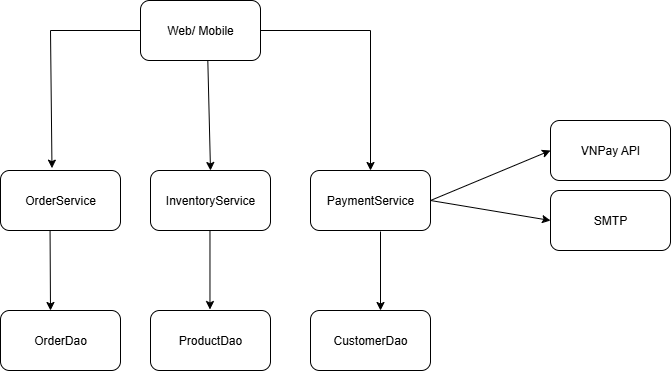 Web/ Mobile
VNPay API
OrderService
InventoryService
PaymentService
SMTP
OrderDao
ProductDao
CustomerDao